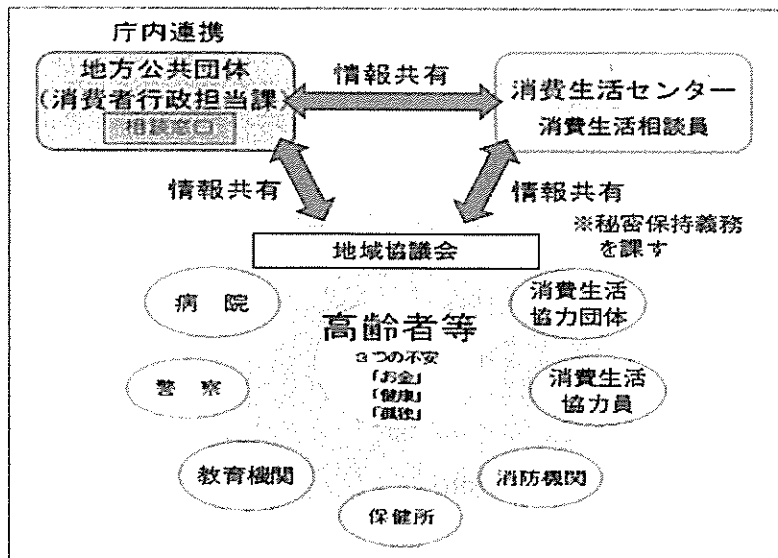 庁内連携
地方公共団体
(消費者行政担当課)
相談窓口
情報共有
消費生活センター
消費生活相談員
情報共有
情報共有
※秘密保持義務
を課す
地域協議会
病 院
消費生活
協力団体
高齢者等
3つの不安
「お金」
「健康」
「孤独」
警 察
消費生活
協力員
教育機関
消防機関
保健所